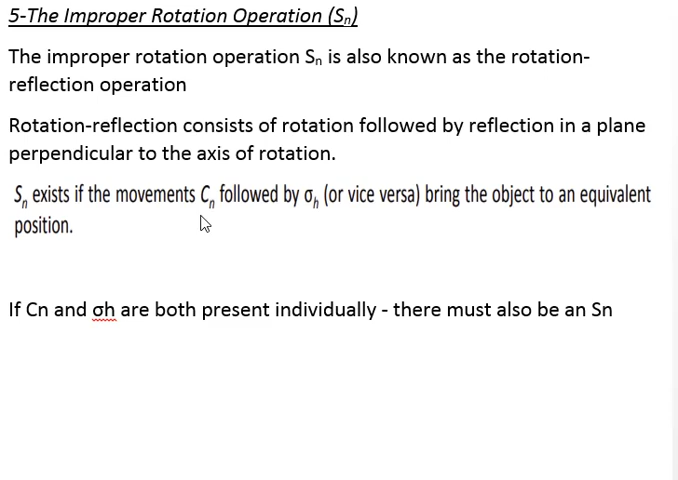 5-The Improper Rotation Operation (Sn)
The improper rotation operation Sn is also known as the rotation-
reflection operation
Rotation-reflection consists of rotation followed by reflection in a plane
perpendicular to the axis of rotation.
Sn exists if the movements Cn followed by σh (or vice versa) bring the object to an equivalent
position.
If Cn and σh are both present individually - there must also be an Sn